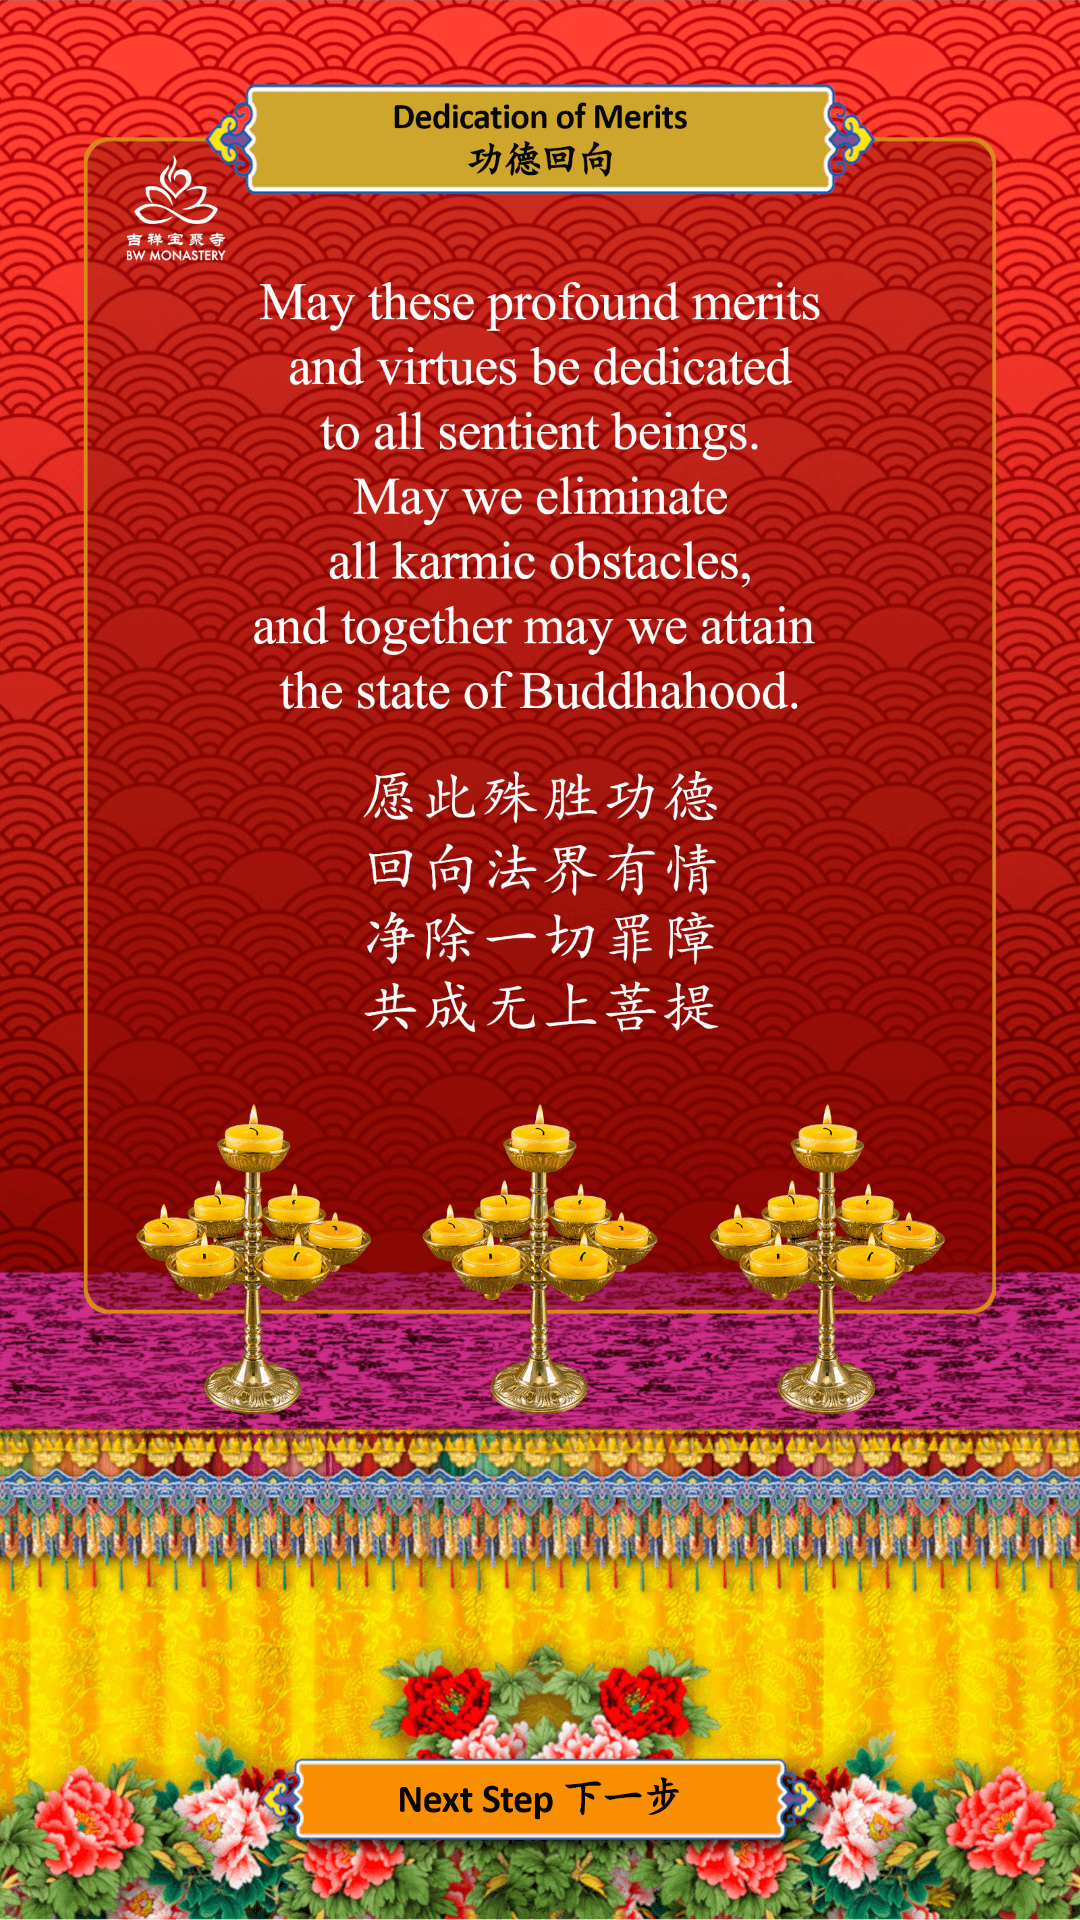 Dedication of Merits
功德回向
吉祥宝聚寺
BW MONASTERY
May these profound merits
and virtues be dedicated
to all sentient beings.
May we eliminate
all karmic obstacles,
and together may we attain
the state of Buddhahood.
愿此殊胜功德
回向法界有情
净除一切罪障
共成无上菩提
Next Step 下一步